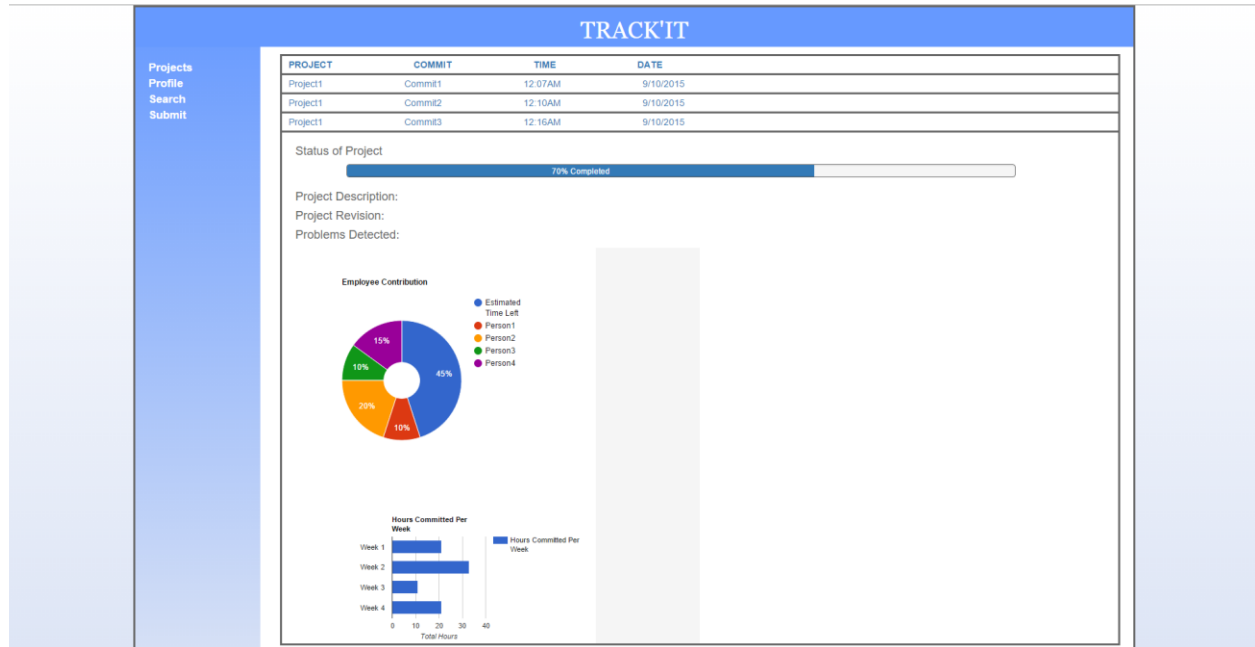 TRACK'IT
Projects
Profile
Search
Submit
PROJECT COMMIT TIME DATE
Project1 Commit1 12:07AM 9/10/2015
Project1 Commit2 12:10AM 9/10/2015
Project1 Commit3 12:16AM 9/10/2015
Status of Project
70% Completed
Project Description:
Project Revision:
Problems Detected:
Employee Contribution
15%
10%
45%
20%
10%
Estimated
Time Left
Person1
Person2
Person3
Person4
Hours Committed Per
Week
Hours Committed Per
Week
Week 1
Week 2
Week 3
Week 4
0 10 20 30 40
Total Hours